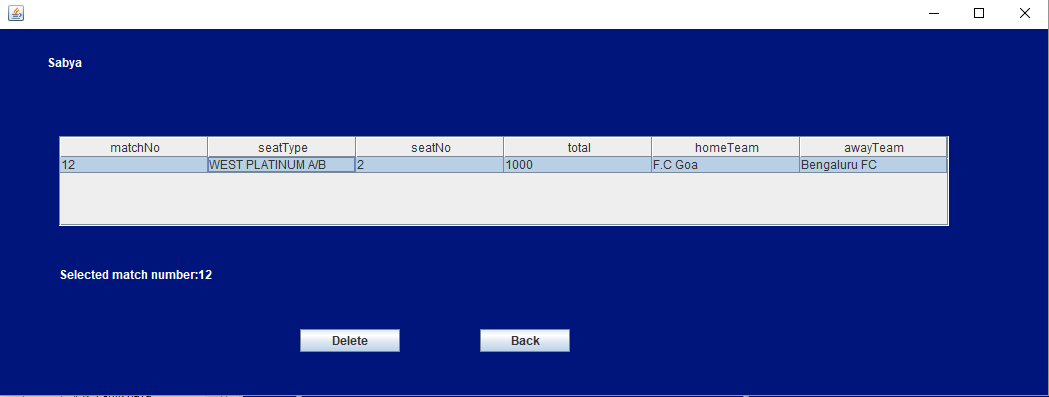 Sabya
matchNo seatType seatNo total homeTeam awayTeam
12 WEST PLATINUM A/B 2 1000 F.C Goa Bengaluru FC
Selected match number:12
Delete Back